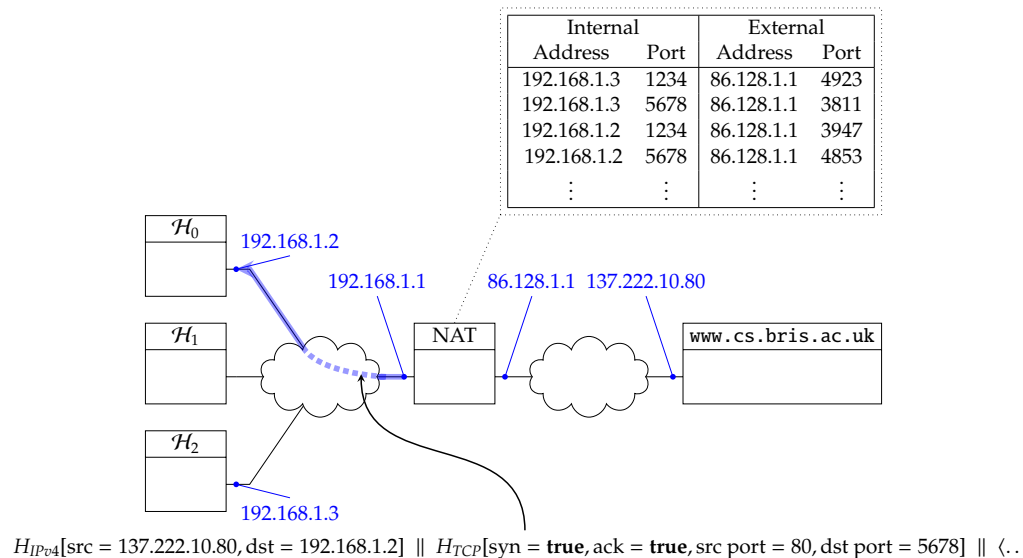 Internal External
Address Port Address Port
192.168.1.3 1234 86.128.1.1 4923
192.168.1.3 5678 86.128.1.1 3811
192.168.1.2 1234 86.128.1.1 3947
192.168.1.2 5678 86.128.1.1 4853
⋮ ⋮ ⋮ ⋮
H₀
192.168.1.2
192.168.1.1 86.128.1.1 137.222.10.80
H₁ NAT www.cs.bris.ac.uk
H₂
192.168.1.3
H_{IPv4}[src = 137.222.10.80, dst = 192.168.1.2] ∥ H_{TCP}[syn = true, ack = true, src port = 80, dst port = 5678] ∥ ⟨. .